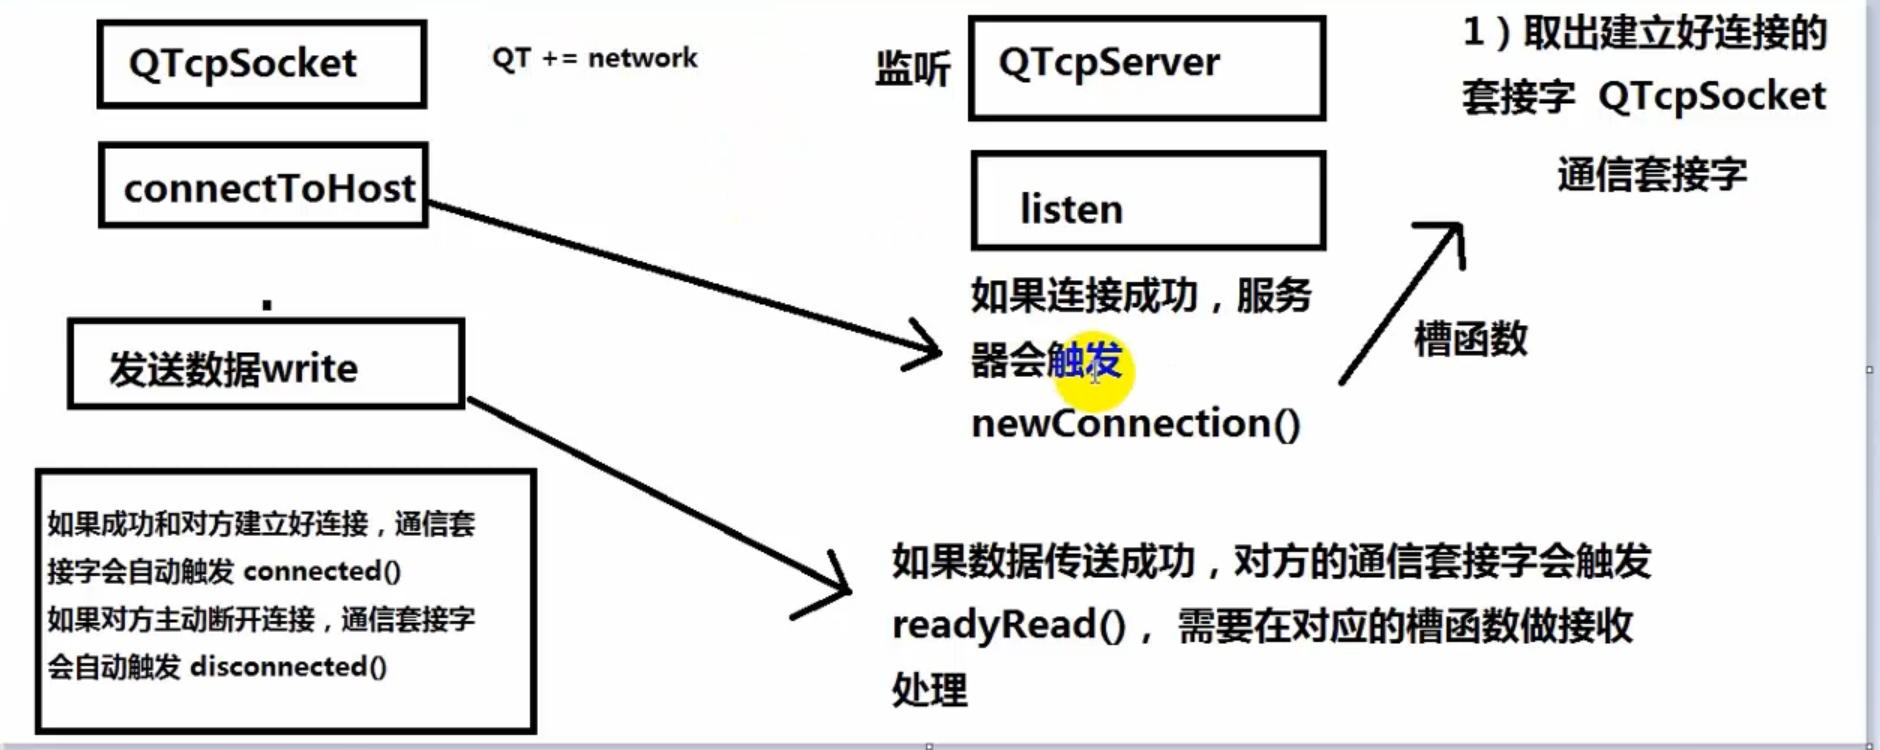 QTcpSocket
QT += network
connectToHost
发送数据write
如果成功和对方建立好连接，通信套
接字会自动触发 connected()
如果对方主动断开连接，通信套接字
会自动触发 disconnected()
监听
QTcpServer
listen
如果连接成功，服务
器会触发
newConnection()
槽函数
1）取出建立好连接的
套接字 QTcpSocket
通信套接字
如果数据传送成功，对方的通信套接字会触发
readyRead()， 需要在对应的槽函数做接收
处理